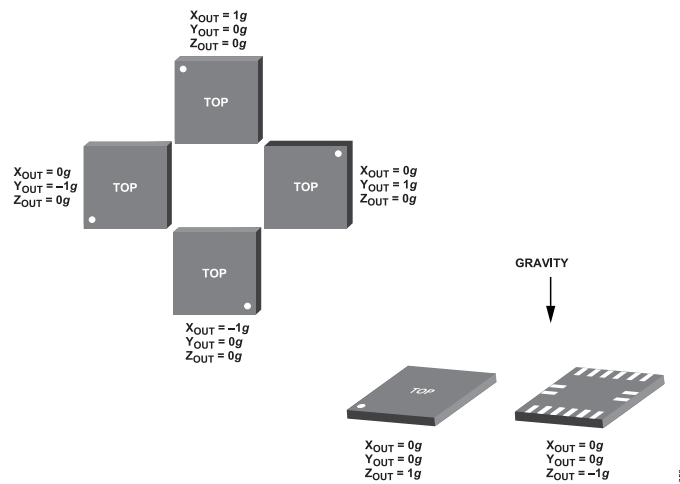 XOUT = 1g
YOUT = 0g
ZOUT = 0g
TOP
XOUT = 0g
YOUT = –1g
ZOUT = 0g
TOP
TOP
XOUT = 0g
YOUT = 1g
ZOUT = 0g
TOP
XOUT = –1g
YOUT = 0g
ZOUT = 0g
GRAVITY
TOP
XOUT = 0g
YOUT = 0g
ZOUT = 1g
XOUT = 0g
YOUT = 0g
ZOUT = –1g